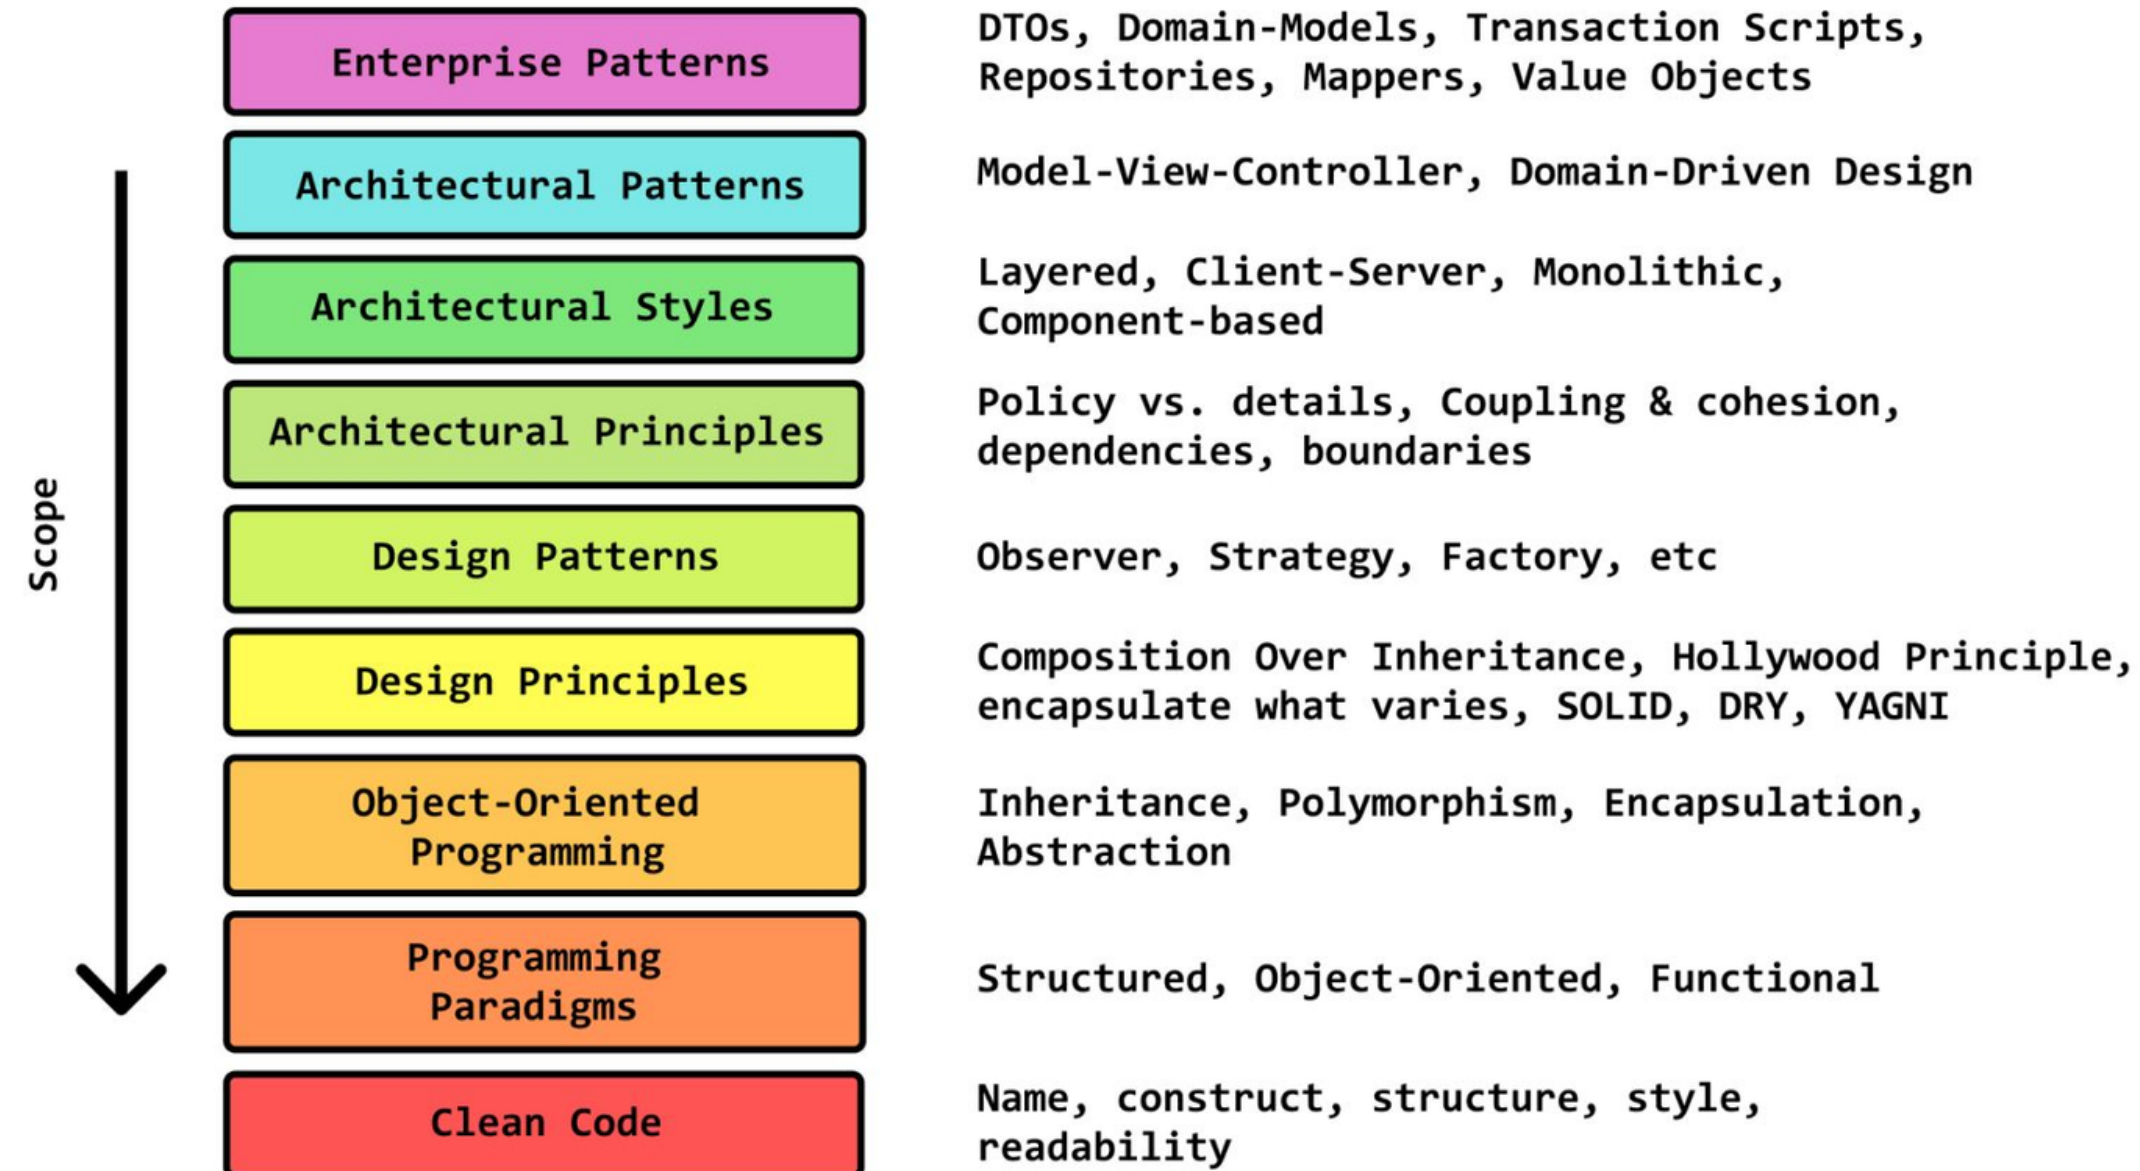 Enterprise Patterns
DTOs, Domain-Models, Transaction Scripts,
Repositories, Mappers, Value Objects
Architectural Patterns
Model-View-Controller, Domain-Driven Design
Architectural Styles
Layered, Client-Server, Monolithic,
Component-based
Architectural Principles
Policy vs. details, Coupling & cohesion,
dependencies, boundaries
Scope
Design Patterns
Observer, Strategy, Factory, etc
Design Principles
Composition Over Inheritance, Hollywood Principle,
encapsulate what varies, SOLID, DRY, YAGNI
Object-Oriented
Programming
Inheritance, Polymorphism, Encapsulation,
Abstraction
Programming
Paradigms
Structured, Object-Oriented, Functional
Clean Code
Name, construct, structure, style,
readability